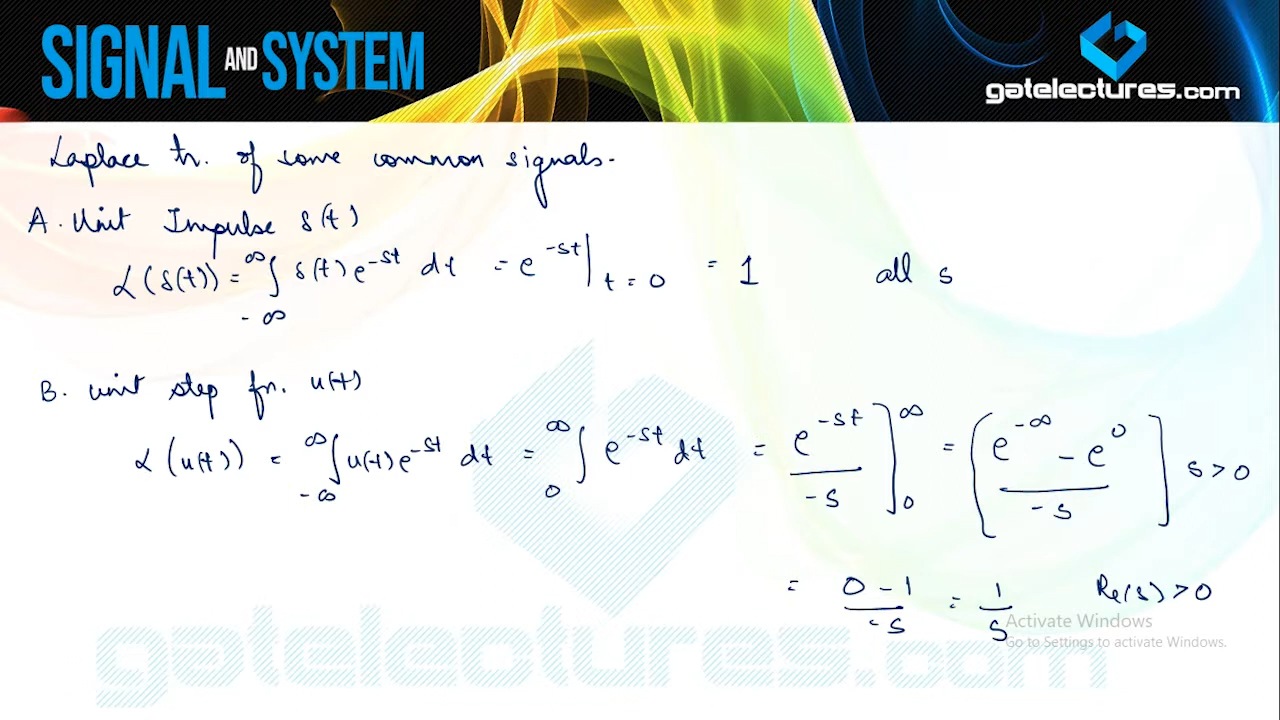 SIGNAL AND SYSTEM
gatelectures.com
Laplace tr. of some common signals.
A. Unit Impulse δ(t)
L(δ(t)) = ∫_{-∞}^{∞} δ(t) e^{-st} dt = e^{-st}|_{t=0} = 1 all s
B. unit step fn. u(t)
L(u(t)) = ∫_{-∞}^{∞} u(t) e^{-st} dt = ∫_{0}^{∞} e^{-st} dt = e^{-st}/-s ]_{0}^{∞} = [ (e^{-∞} - e^{0})/-s ] s > 0
= (0 - 1)/-s = 1/s Re(s) > 0
Activate Windows
Go to Settings to activate Windows.
gatelectures.com